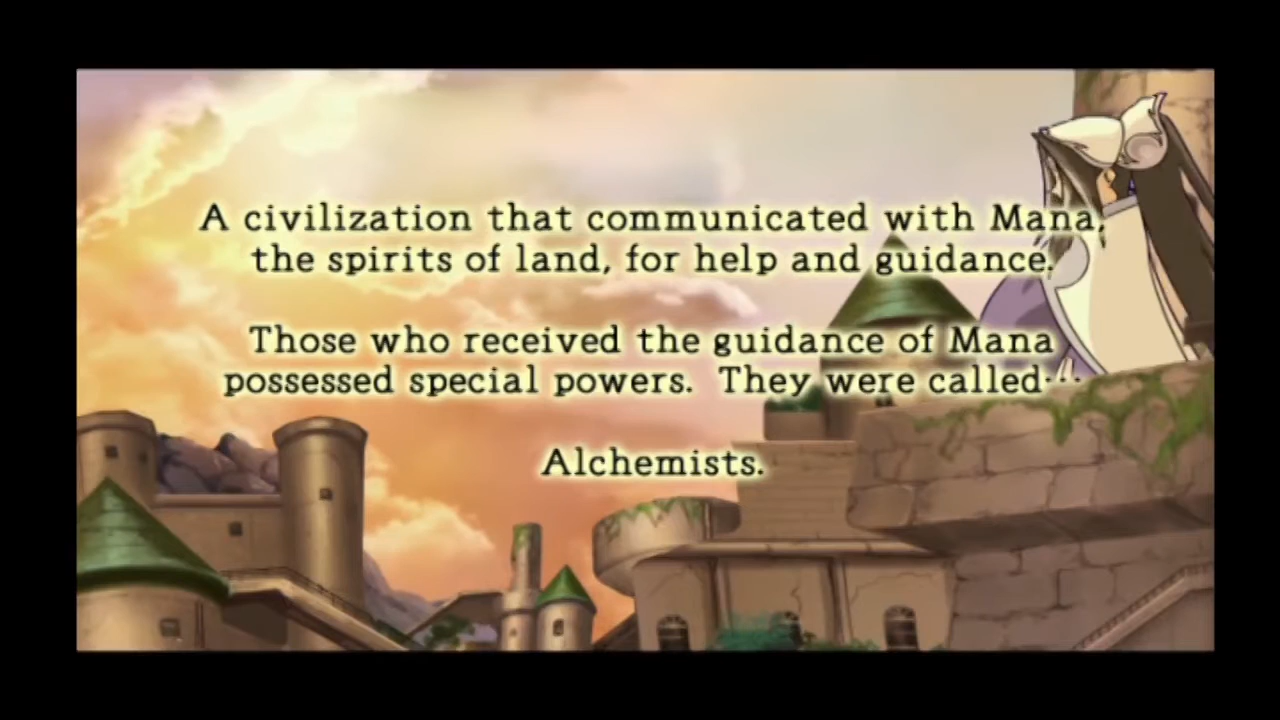 A civilization that communicated with Mana,
the spirits of land, for help and guidance.
Those who received the guidance of Mana
possessed special powers. They were called···
Alchemists.